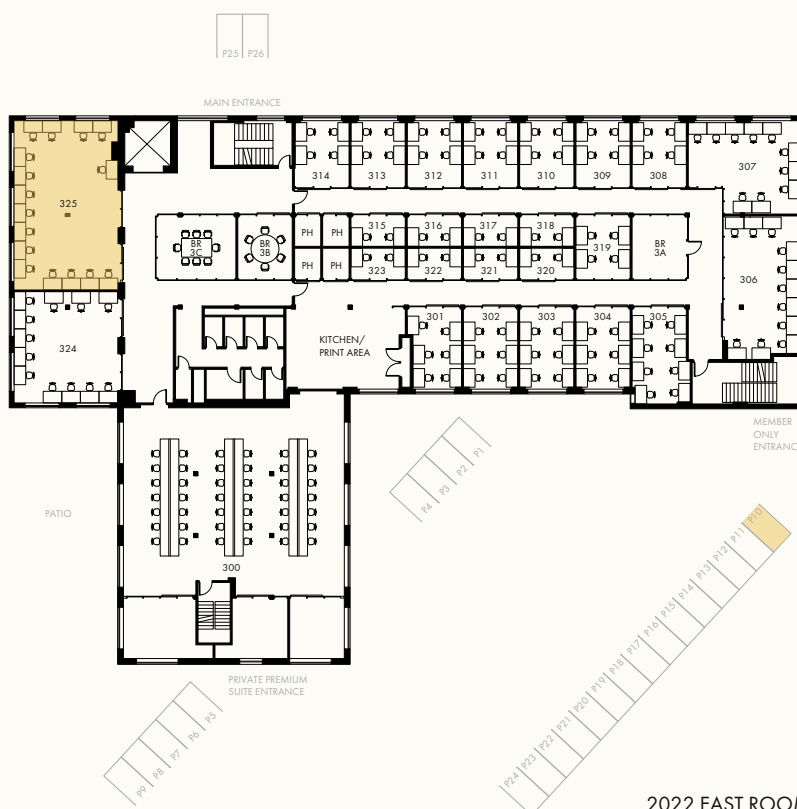 P25 P26
MAIN ENTRANCE
314 313 312 311 310 309 308
307
325
BR
3C
BR
3B
PH PH
PH PH
315 316 317 318
323 322 321 320
319
BR
3A
306
324
KITCHEN/
PRINT AREA
301 302 303 304 305
MEMBER
ONLY
P4 P3 P2 P1
PATIO
300
P10
P11
P12
P13
P14
P15
P16
P17
P18
P19
P20
P21
P22
P23
P24
PRIVATE PREMIUM
SUITE ENTRANCE
P9 P8 P7 P6 P5
2022 EAST